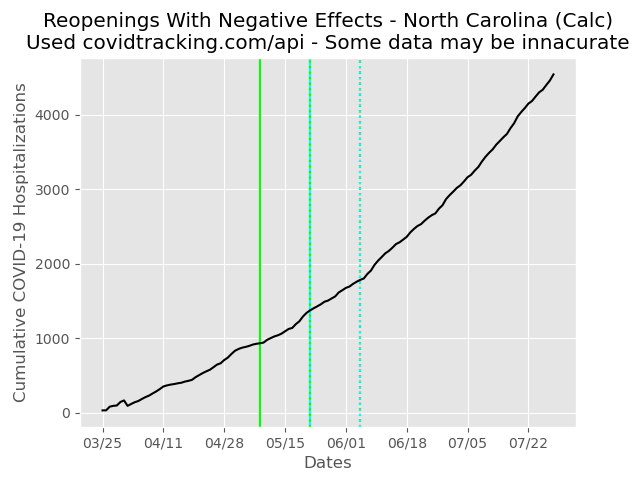 Reopenings With Negative Effects - North Carolina (Calc)
Used covidtracking.com/api - Some data may be innacurate
Cumulative COVID-19 Hospitalizations
4000
3000
2000
1000
0
03/25 04/11 04/28 05/15 06/01 06/18 07/05 07/22
Dates